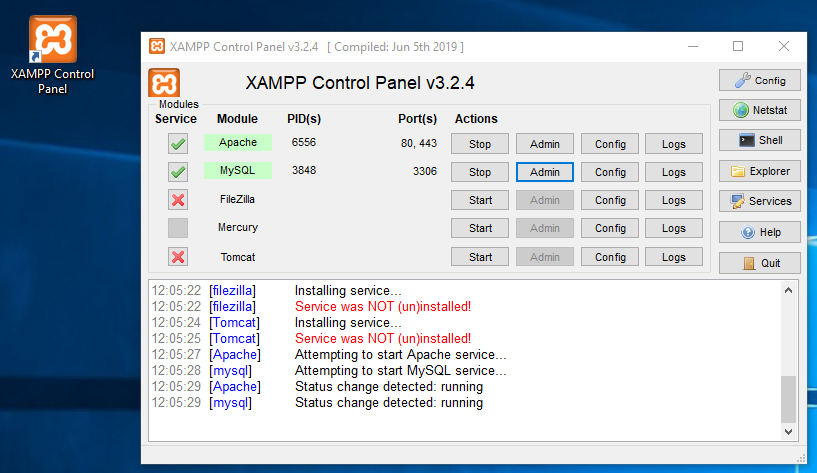 XAMPP Control
Panel
XAMPP Control Panel v3.2.4 [ Compiled: Jun 5th 2019 ]
XAMPP Control Panel v3.2.4
Config
Modules
Service Module PID(s) Port(s) Actions
Netstat
Apache 6556 80, 443 Stop Admin Config Logs
Shell
MySQL 3848 3306 Stop Admin Config Logs
Explorer
FileZilla Start Admin Config Logs
Services
Mercury Start Admin Config Logs
Help
Tomcat Start Admin Config Logs
Quit
12:05:22 [filezilla] Installing service...
12:05:22 [filezilla] Service was NOT (un)installed!
12:05:24 [Tomcat] Installing service...
12:05:25 [Tomcat] Service was NOT (un)installed!
12:05:27 [Apache] Attempting to start Apache service...
12:05:28 [mysql] Attempting to start MySQL service...
12:05:29 [Apache] Status change detected: running
12:05:29 [mysql] Status change detected: running